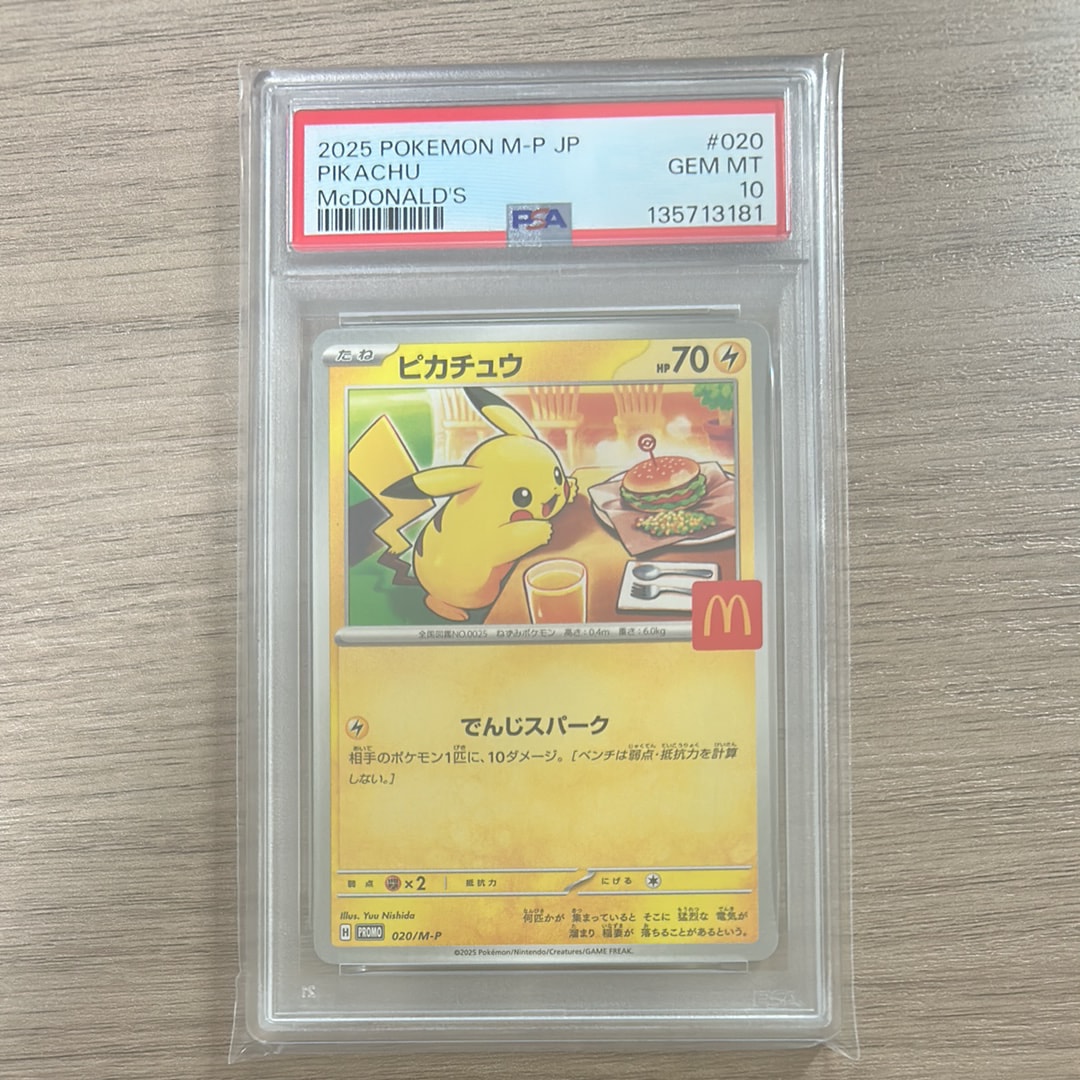 2025 POKEMON M-P JP #020
PIKACHU GEM MT
McDONALD'S 10
PSA 135713181
たね ピカチュウ HP70
全国図鑑NO.0025 ねずみポケモン 高さ:0.4m 重さ:6.0kg
でんじスパーク
相手のポケモン1匹に、10ダメージ。[ベンチは弱点・抵抗力を計算
しない。]
弱点 ×2 抵抗力 にげる
Illus. Yuu Nishida
何匹かが 集まっていると そこに 猛烈な 電気が
溜まり 稲妻が 落ちることがあるという。
H PROMO 020/M-P
©2025 Pokémon/Nintendo/Creatures/GAME FREAK.